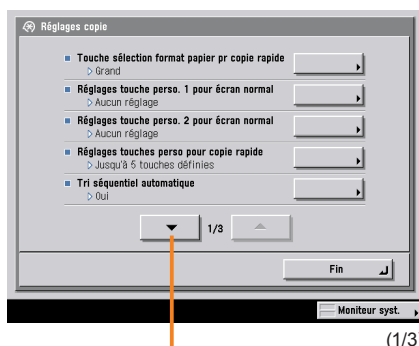 Réglages copie
Touche sélection format papier pr copie rapide
Grand
Réglages touche perso. 1 pour écran normal
Aucun réglage
Réglages touche perso. 2 pour écran normal
Aucun réglage
Réglages touches perso pour copie rapide
Jusqu'à 5 touches définies
Tri séquentiel automatique
Oui
1/3
Fin
Moniteur syst.
(1/3